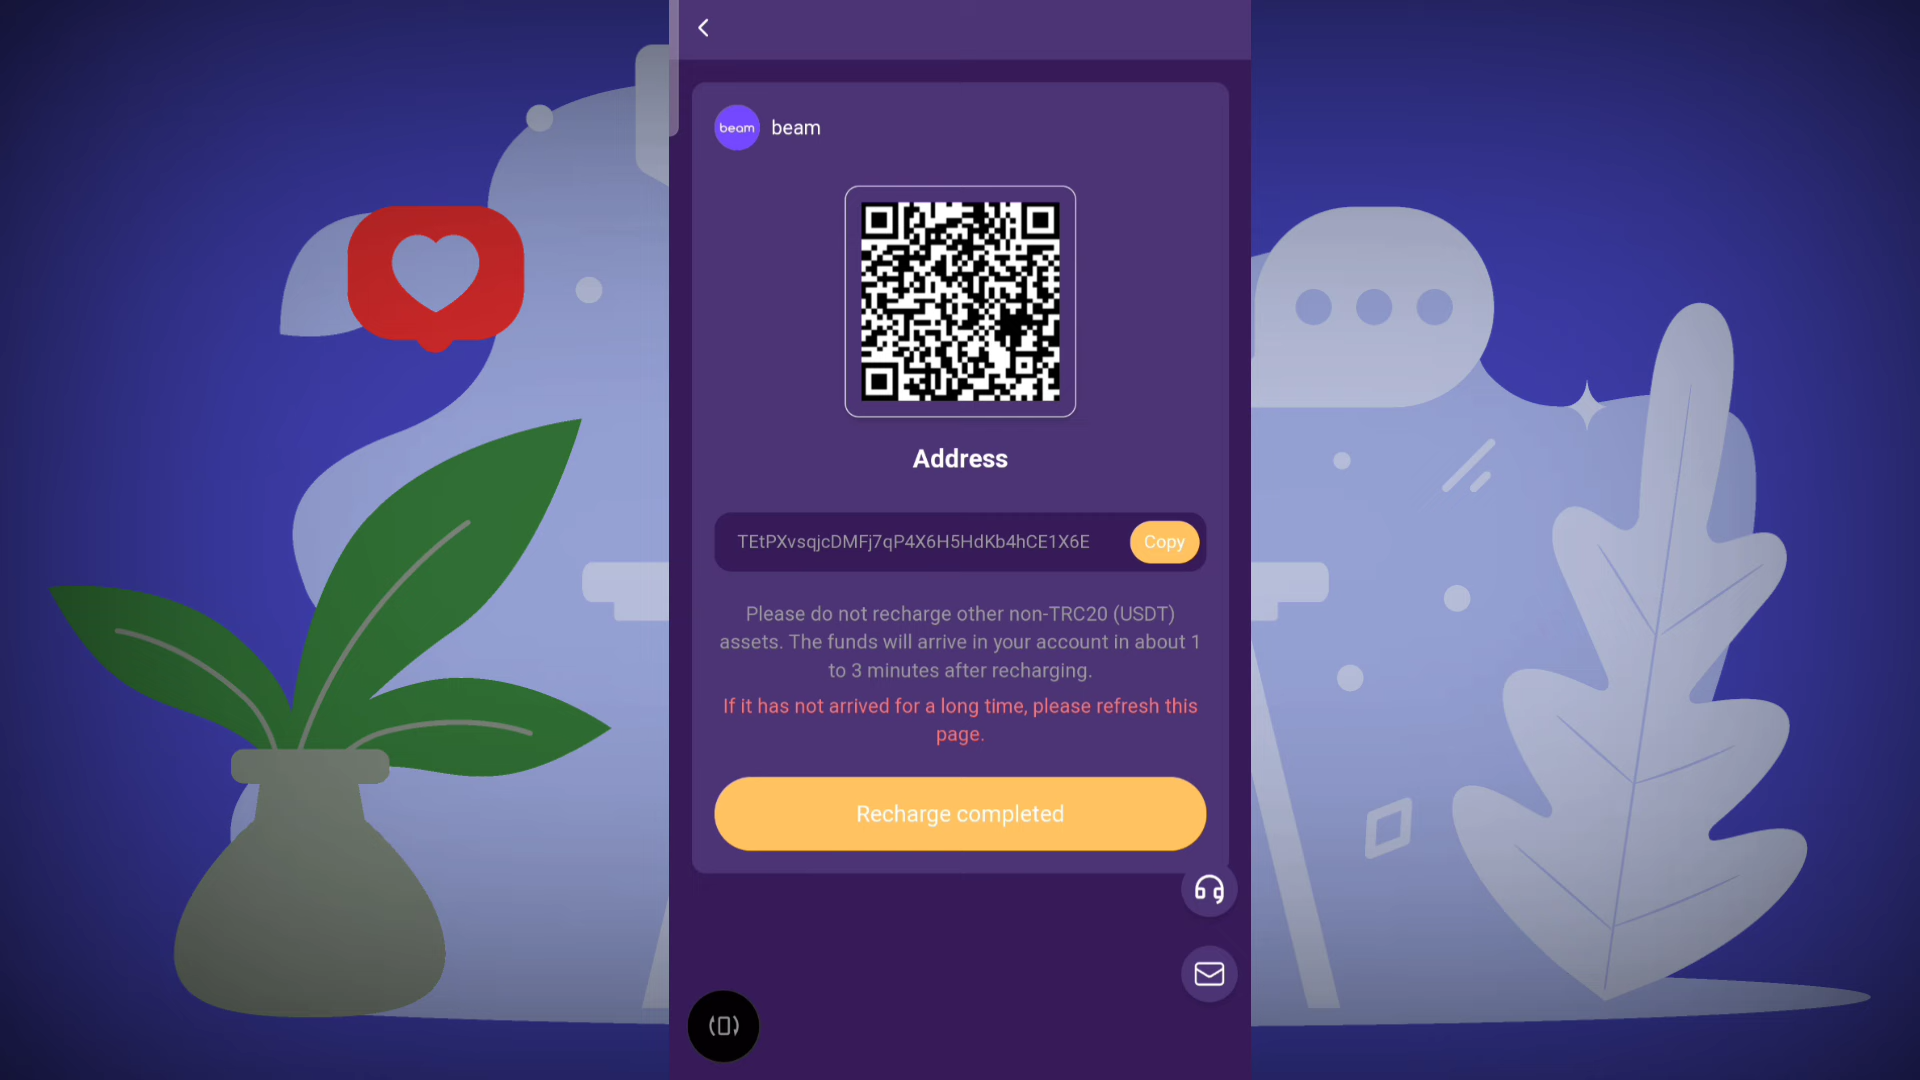 beam beam
Address
TEtPXvsqjcDMFj7qP4X6H5HdKb4hCE1X6E Copy
Please do not recharge other non-TRC20 (USDT)
assets. The funds will arrive in your account in about 1
to 3 minutes after recharging.
If it has not arrived for a long time, please refresh this
page.
Recharge completed